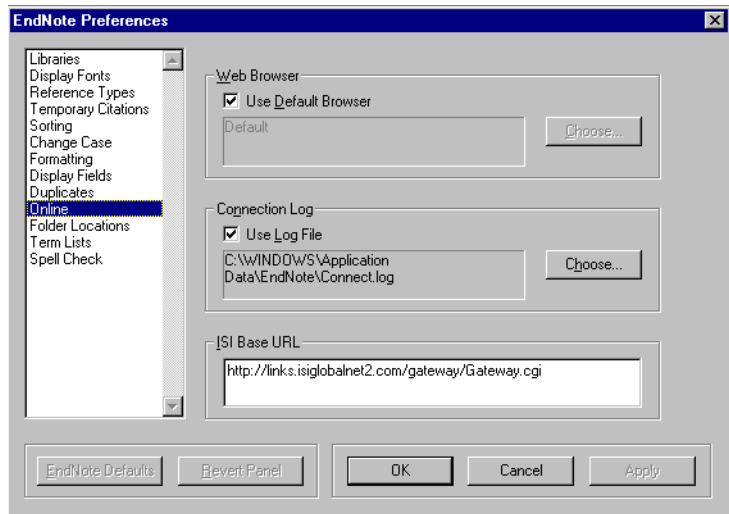 EndNote Preferences
Libraries
Display Fonts
Reference Types
Temporary Citations
Sorting
Change Case
Formatting
Display Fields
Duplicates
Online
Folder Locations
Term Lists
Spell Check
Web Browser
Use Default Browser
Default
Choose...
Connection Log
Use Log File
C:\WINDOWS\Application
Data\EndNote\Connect.log
Choose...
ISI Base URL
http://links.isiglobalnet2.com/gateway/Gateway.cgi
EndNote Defaults
Revert Panel
OK
Cancel
Apply